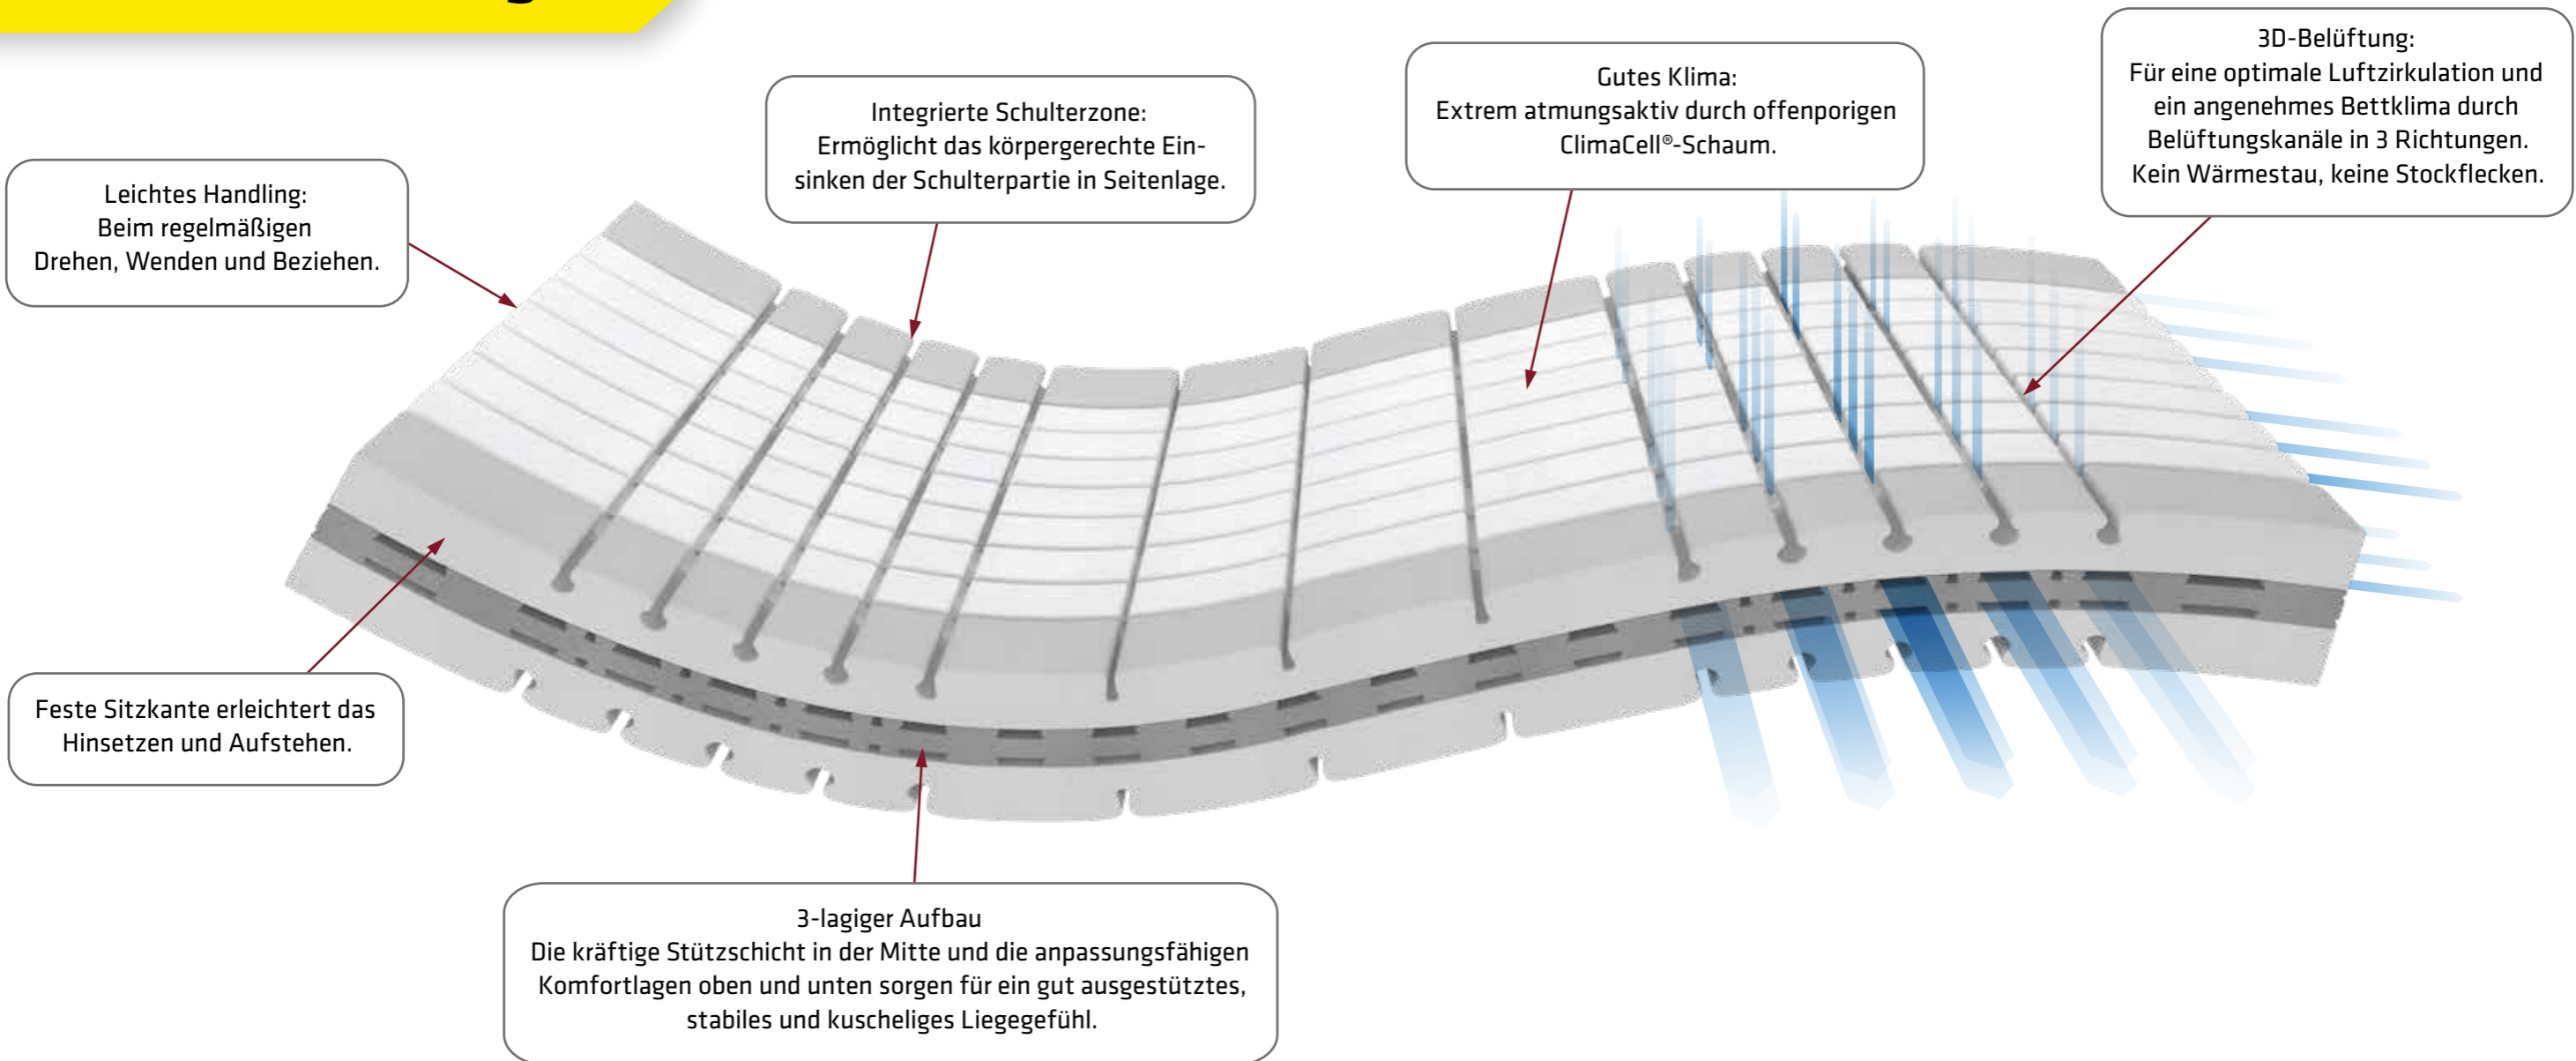 Leichtes Handling:
Beim regelmäßigen
Drehen, Wenden und Beziehen.
Integrierte Schulterzone:
Ermöglicht das körpergerechte Ein-
sinken der Schulterpartie in Seitenlage.
Gutes Klima:
Extrem atmungsaktiv durch offenporigen
ClimaCell®-Schaum.
3D-Belüftung:
Für eine optimale Luftzirkulation und
ein angenehmes Bettklima durch
Belüftungskanäle in 3 Richtungen.
Kein Wärmestau, keine Stockflecken.
Feste Sitzkante erleichtert das
Hinsetzen und Aufstehen.
3-lagiger Aufbau
Die kräftige Stützschicht in der Mitte und die anpassungsfähigen
Komfortlagen oben und unten sorgen für ein gut ausgestütztes,
stabiles und kuscheliges Liegegefühl.